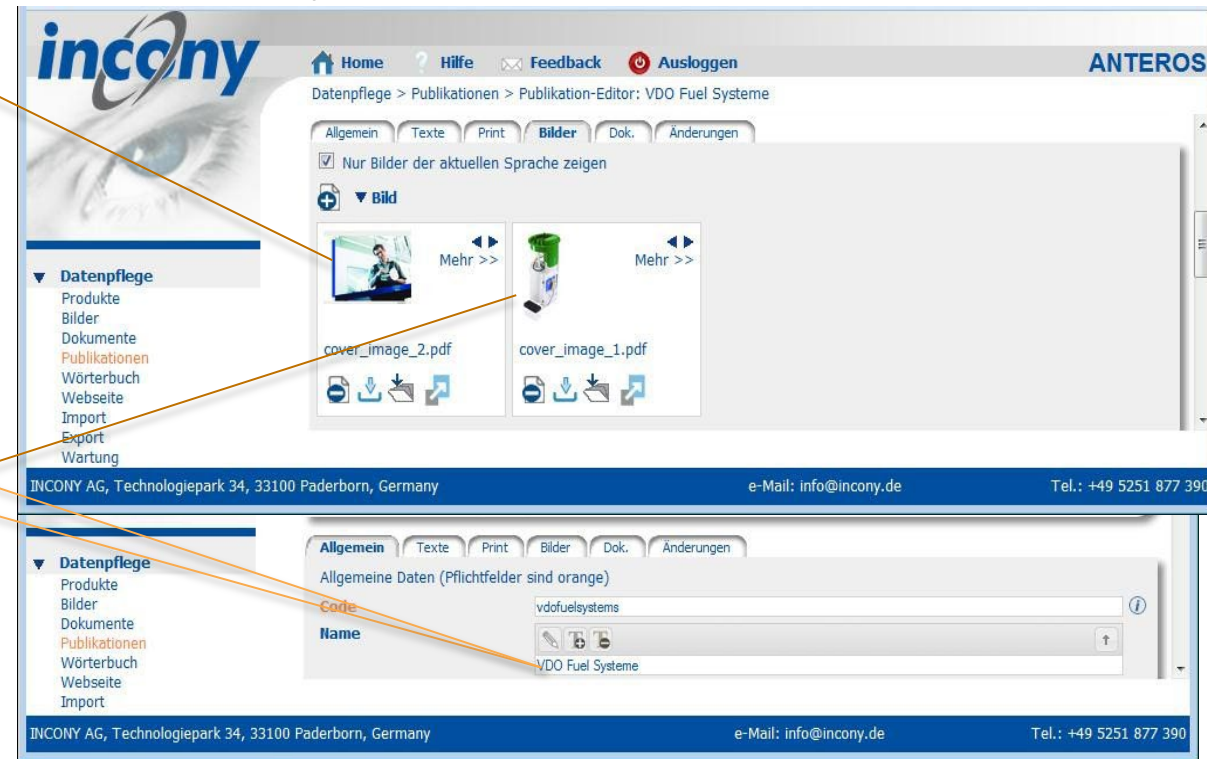 incony
Home Hilfe Feedback Ausloggen ANTEROS
Datenpflege > Publikationen > Publikation-Editor: VDO Fuel Systeme
Allgemein Texte Print Bilder Dok. Änderungen
Nur Bilder der aktuellen Sprache zeigen
Bild
Mehr >> Mehr >>
cover_image_2.pdf cover_image_1.pdf
Datenpflege
Produkte
Bilder
Dokumente
Publikationen
Wörterbuch
Webseite
Import
Export
Wartung
INCONY AG, Technologiepark 34, 33100 Paderborn, Germany e-Mail: info@incony.de Tel.: +49 5251 877 390
Allgemein Texte Print Bilder Dok. Änderungen
Allgemeine Daten (Pflichtfelder sind orange)
Code vdofuelsystems
Name
VDO Fuel Systeme
Datenpflege
Produkte
Bilder
Dokumente
Publikationen
Wörterbuch
Webseite
Import
INCONY AG, Technologiepark 34, 33100 Paderborn, Germany e-Mail: info@incony.de Tel.: +49 5251 877 390